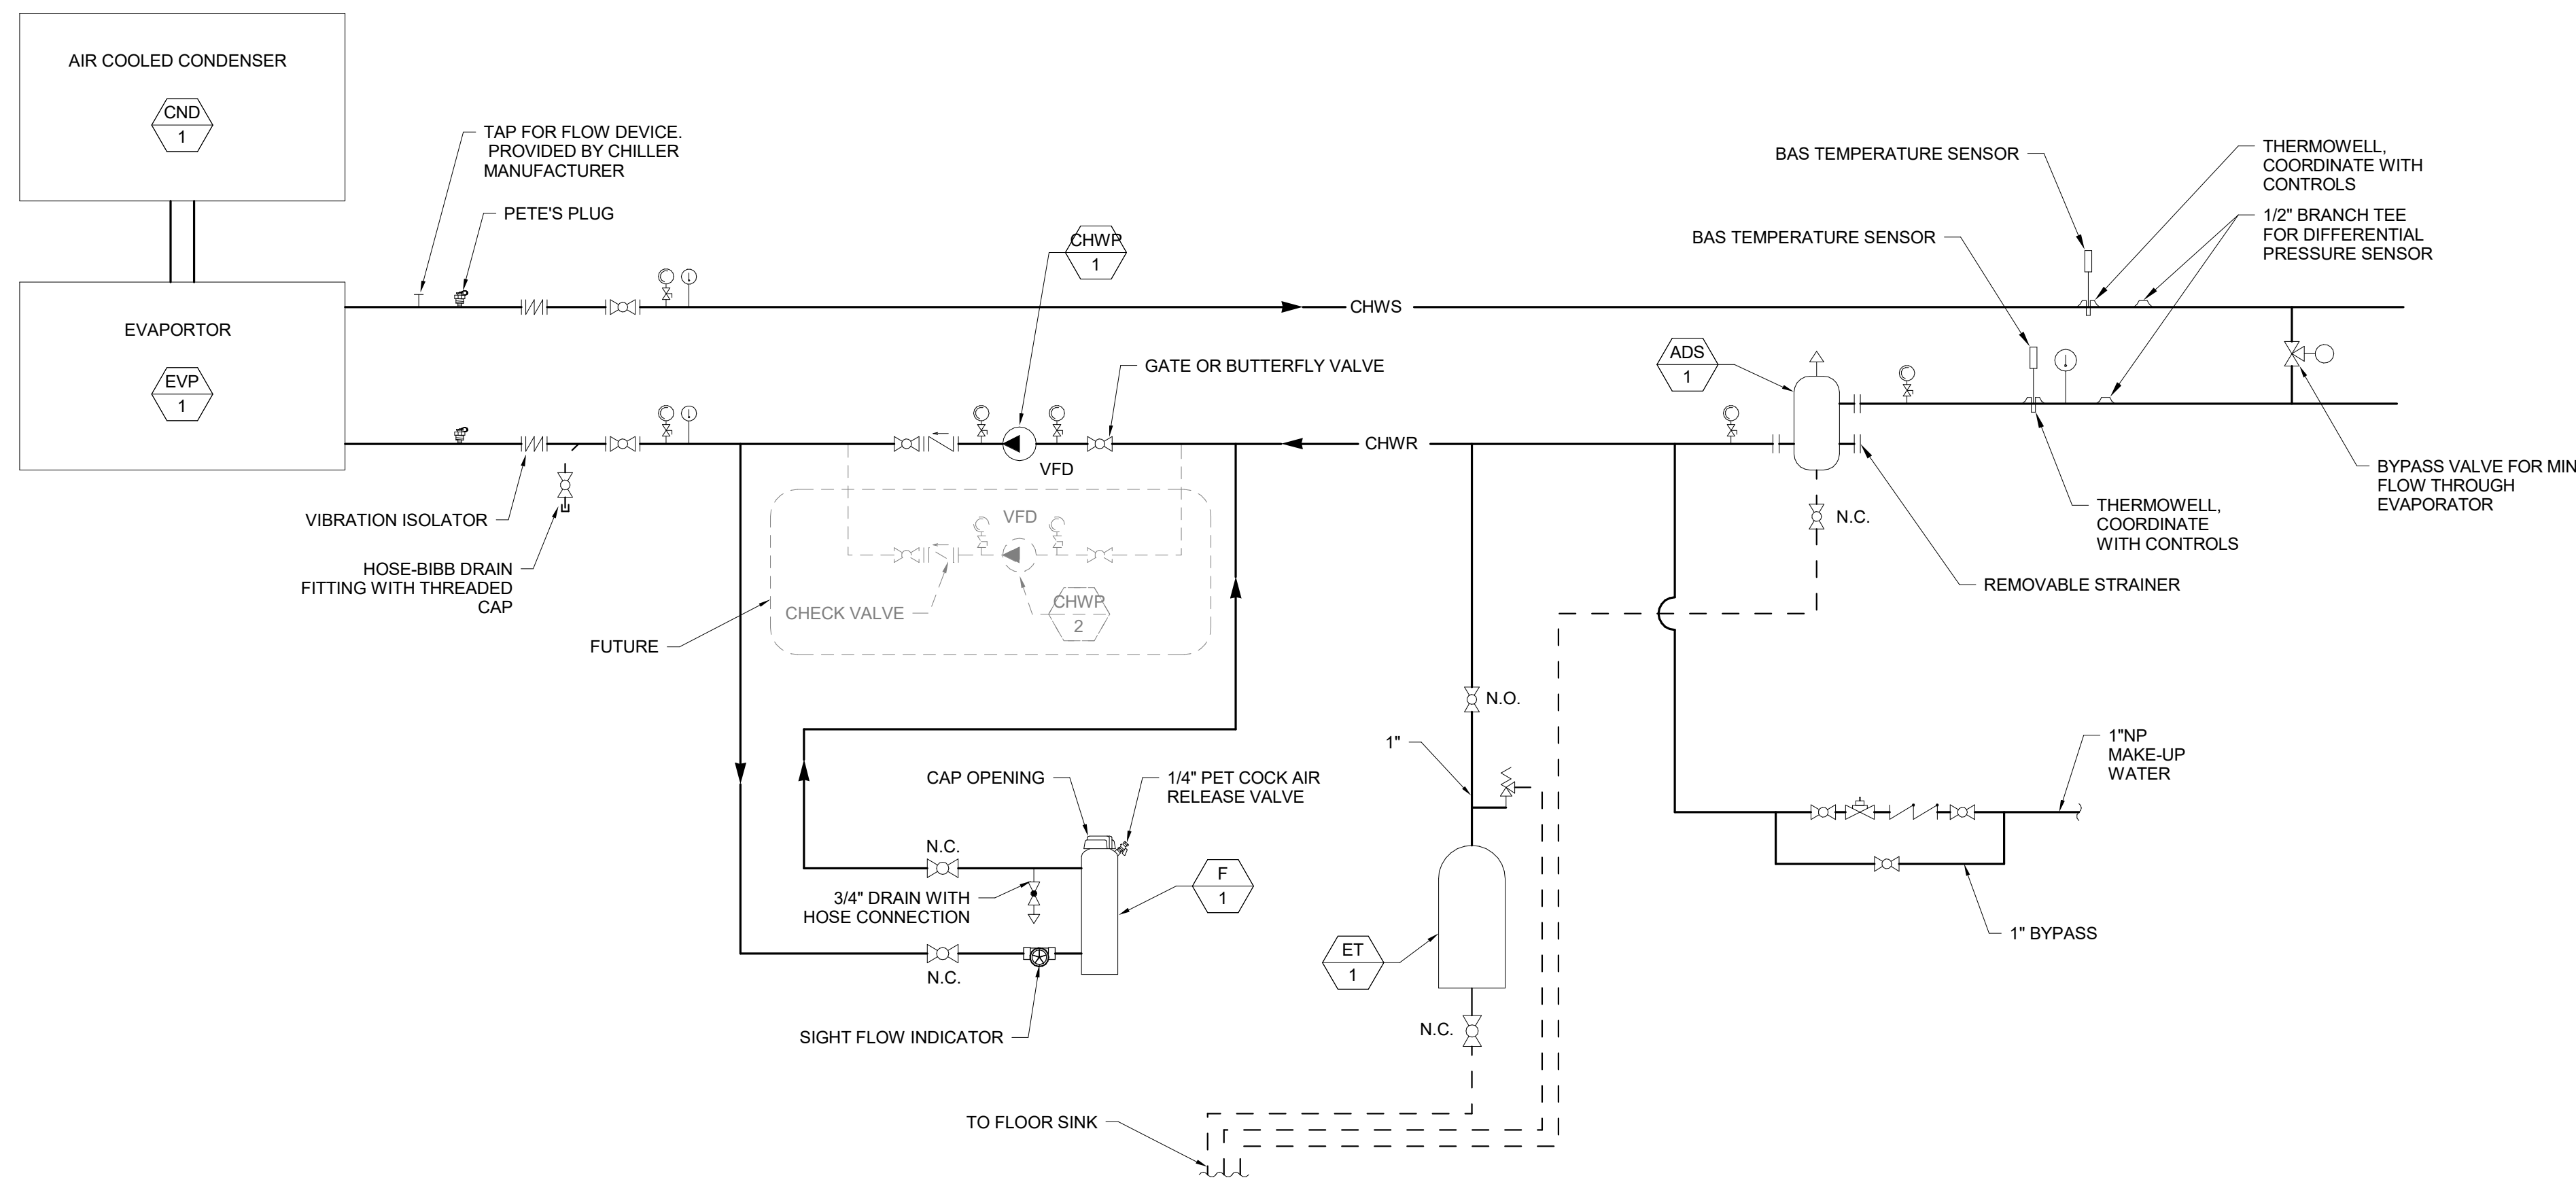 AIR COOLED CONDENSER
CND
1
TAP FOR FLOW DEVICE.
PROVIDED BY CHILLER
MANUFACTURER
PETE'S PLUG
CHWP
1
BAS TEMPERATURE SENSOR
THERMOWELL,
COORDINATE WITH
CONTROLS
BAS TEMPERATURE SENSOR
1/2" BRANCH TEE
FOR DIFFERENTIAL
PRESSURE SENSOR
EVAPORTOR
EVP
1
CHWS
GATE OR BUTTERFLY VALVE
ADS
1
CHWR
VFD
BYPASS VALVE FOR MIN
FLOW THROUGH
EVAPORATOR
VIBRATION ISOLATOR
VFD
N.C.
THERMOWELL,
COORDINATE
WITH CONTROLS
HOSE-BIBB DRAIN
FITTING WITH THREADED
CAP
REMOVABLE STRAINER
CHECK VALVE
CHWP
2
FUTURE
N.O.
1"
1"NP
MAKE-UP
WATER
CAP OPENING
1/4" PET COCK AIR
RELEASE VALVE
N.C.
F
1
3/4" DRAIN WITH
HOSE CONNECTION
1" BYPASS
ET
1
N.C.
SIGHT FLOW INDICATOR
N.C.
TO FLOOR SINK